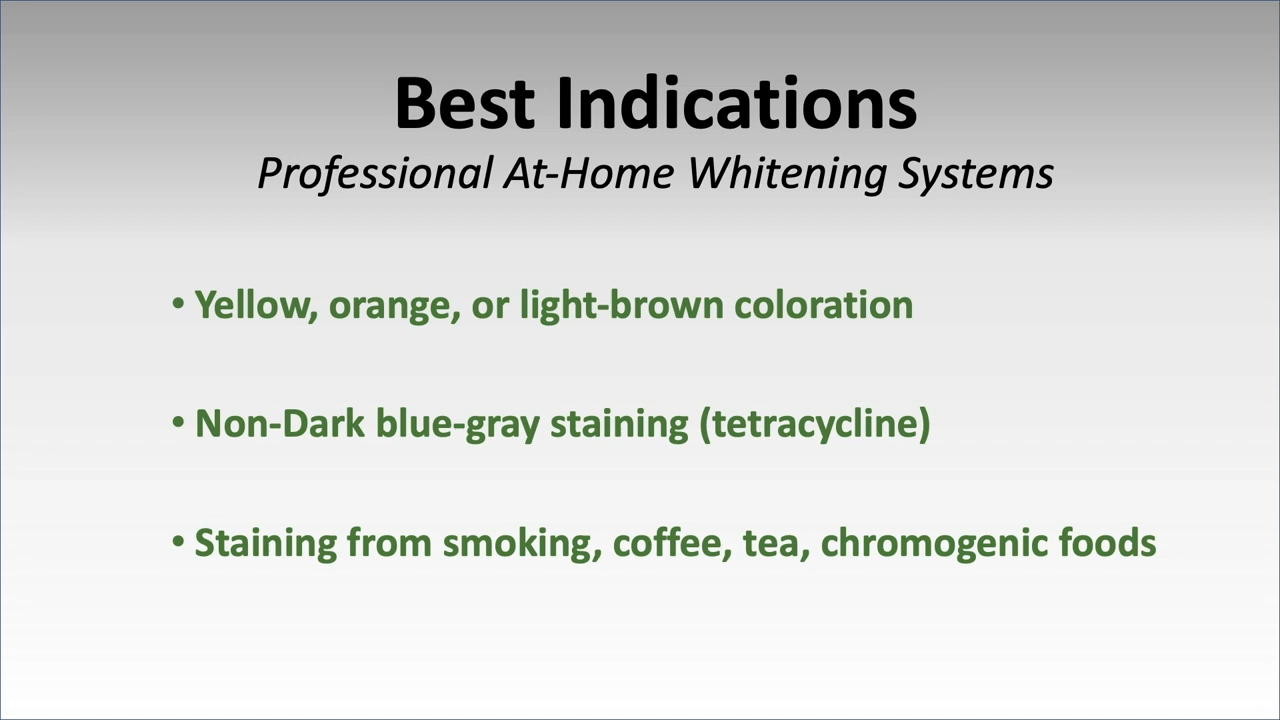 Best Indications
Professional At-Home Whitening Systems
• Yellow, orange, or light-brown coloration
• Non-Dark blue-gray staining (tetracycline)
• Staining from smoking, coffee, tea, chromogenic foods